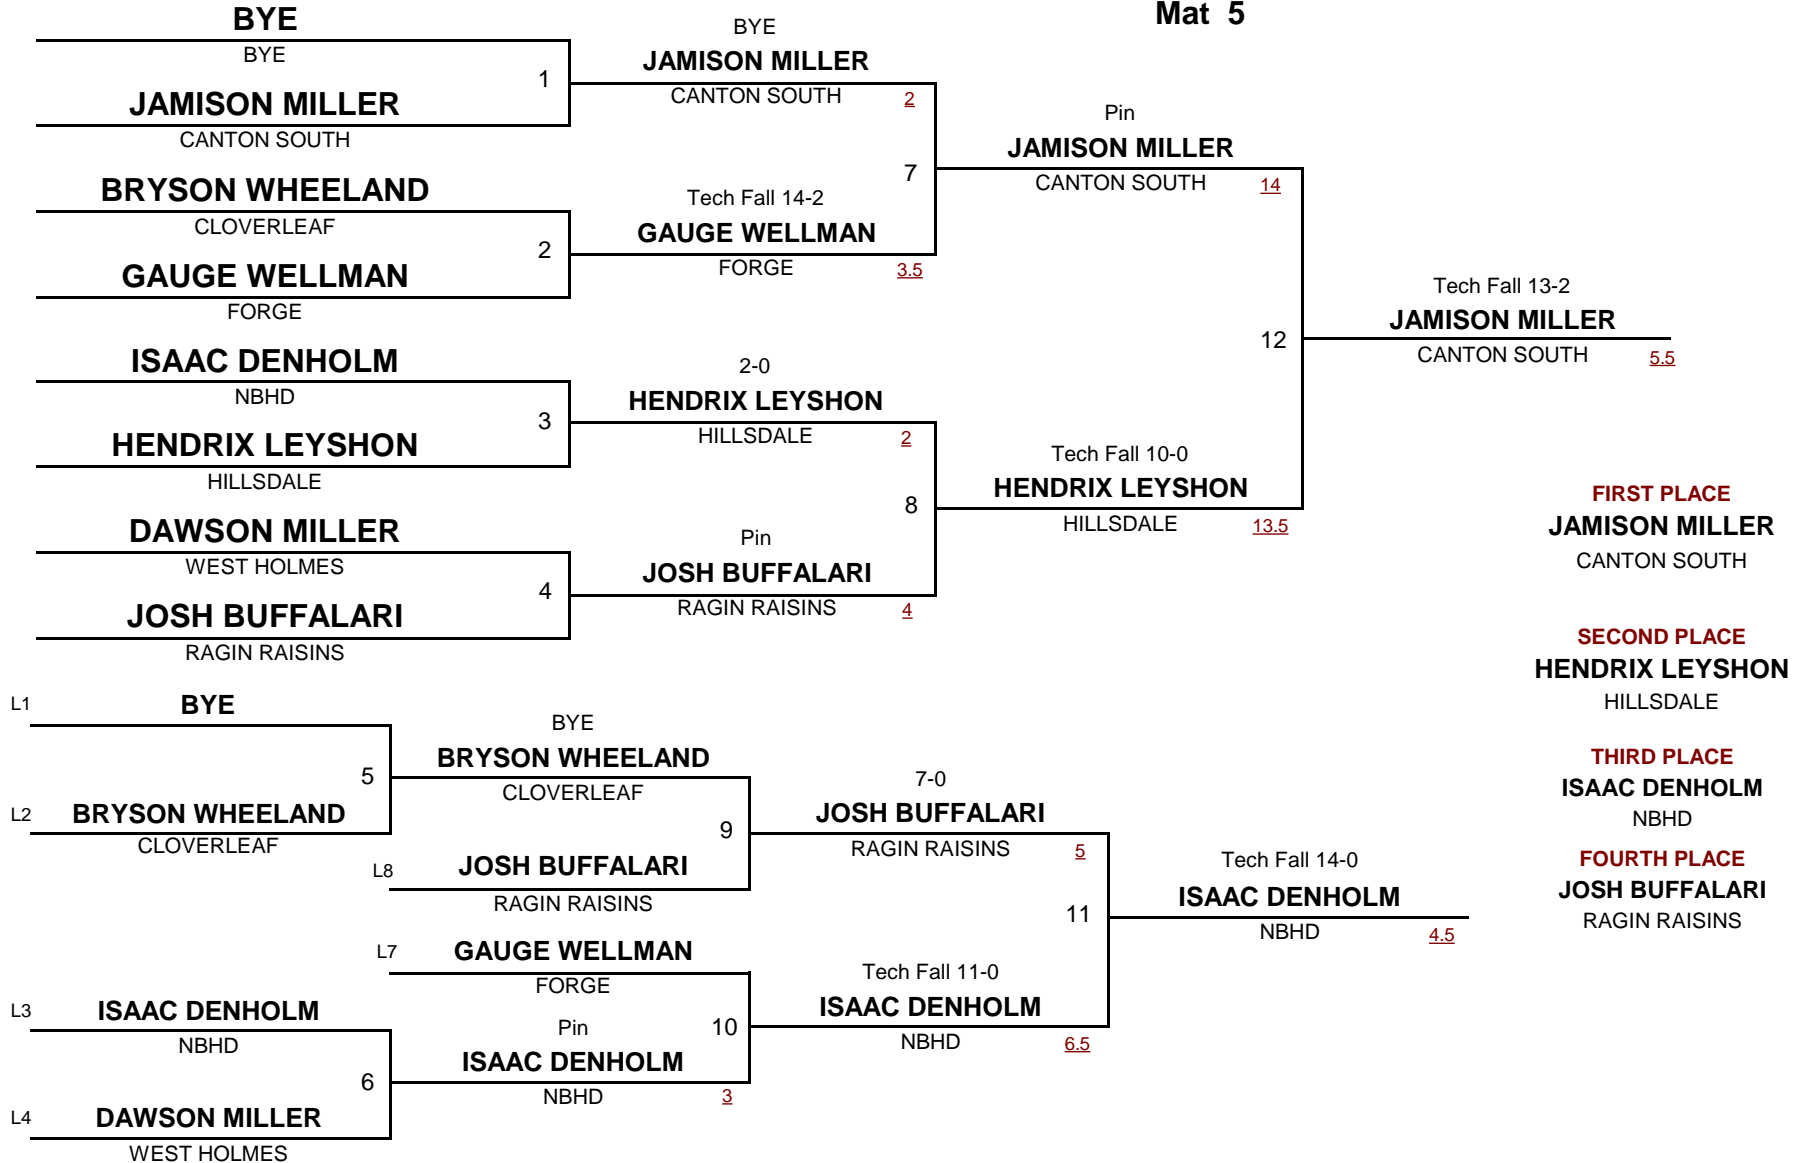 Mat 5
BYE
BYE
JAMISON MILLER
CANTON SOUTH
1
BRYSON WHEELAND
CLOVERLEAF
GAUGE WELLMAN
FORGE
2
ISAAC DENHOLM
NBHD
HENDRIX LEYSHON
HILLSDALE
3
DAWSON MILLER
WEST HOLMES
JOSH BUFFALARI
RAGIN RAISINS
4
BYE
JAMISON MILLER
CANTON SOUTH
2
Tech Fall 14-2
GAUGE WELLMAN
FORGE
3.5
7
2-0
HENDRIX LEYSHON
HILLSDALE
2
Pin
JOSH BUFFALARI
RAGIN RAISINS
4
8
Pin
JAMISON MILLER
CANTON SOUTH
14
Tech Fall 10-0
HENDRIX LEYSHON
HILLSDALE
13.5
12
Tech Fall 13-2
JAMISON MILLER
CANTON SOUTH
5.5
L1
BYE
L2
BRYSON WHEELAND
CLOVERLEAF
5
L3
ISAAC DENHOLM
NBHD
L4
DAWSON MILLER
WEST HOLMES
6
BYE
BRYSON WHEELAND
CLOVERLEAF
L8
JOSH BUFFALARI
RAGIN RAISINS
9
L7
GAUGE WELLMAN
FORGE
Pin
ISAAC DENHOLM
NBHD
3
10
7-0
JOSH BUFFALARI
RAGIN RAISINS
5
Tech Fall 11-0
ISAAC DENHOLM
NBHD
6.5
11
Tech Fall 14-0
ISAAC DENHOLM
NBHD
4.5
FIRST PLACE
JAMISON MILLER
CANTON SOUTH
SECOND PLACE
HENDRIX LEYSHON
HILLSDALE
THIRD PLACE
ISAAC DENHOLM
NBHD
FOURTH PLACE
JOSH BUFFALARI
RAGIN RAISINS